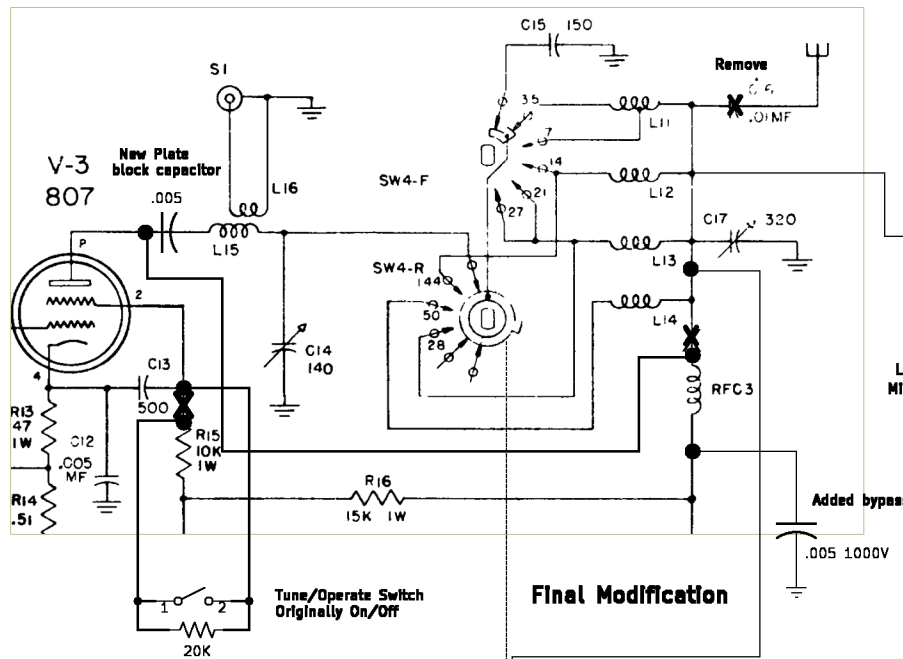 C15 150
S1
Remove
35
L11
.01MF
7
V-3
807
New Plate
block capacitor
.005
L16
SW4-F
14
21
27
L12
C17 320
P
L15
L13
SW4-R
144
2
50
28
L14
C14
140
4
C13
500
RFC3
R13
47
1W
C12
.005
MF
R15
10K
1W
R14
.51
R16
15K 1W
L
Mi
Added bypass
.005 1000V
1 2
20K
Tune/Operate Switch
Originally On/Off
Final Modification